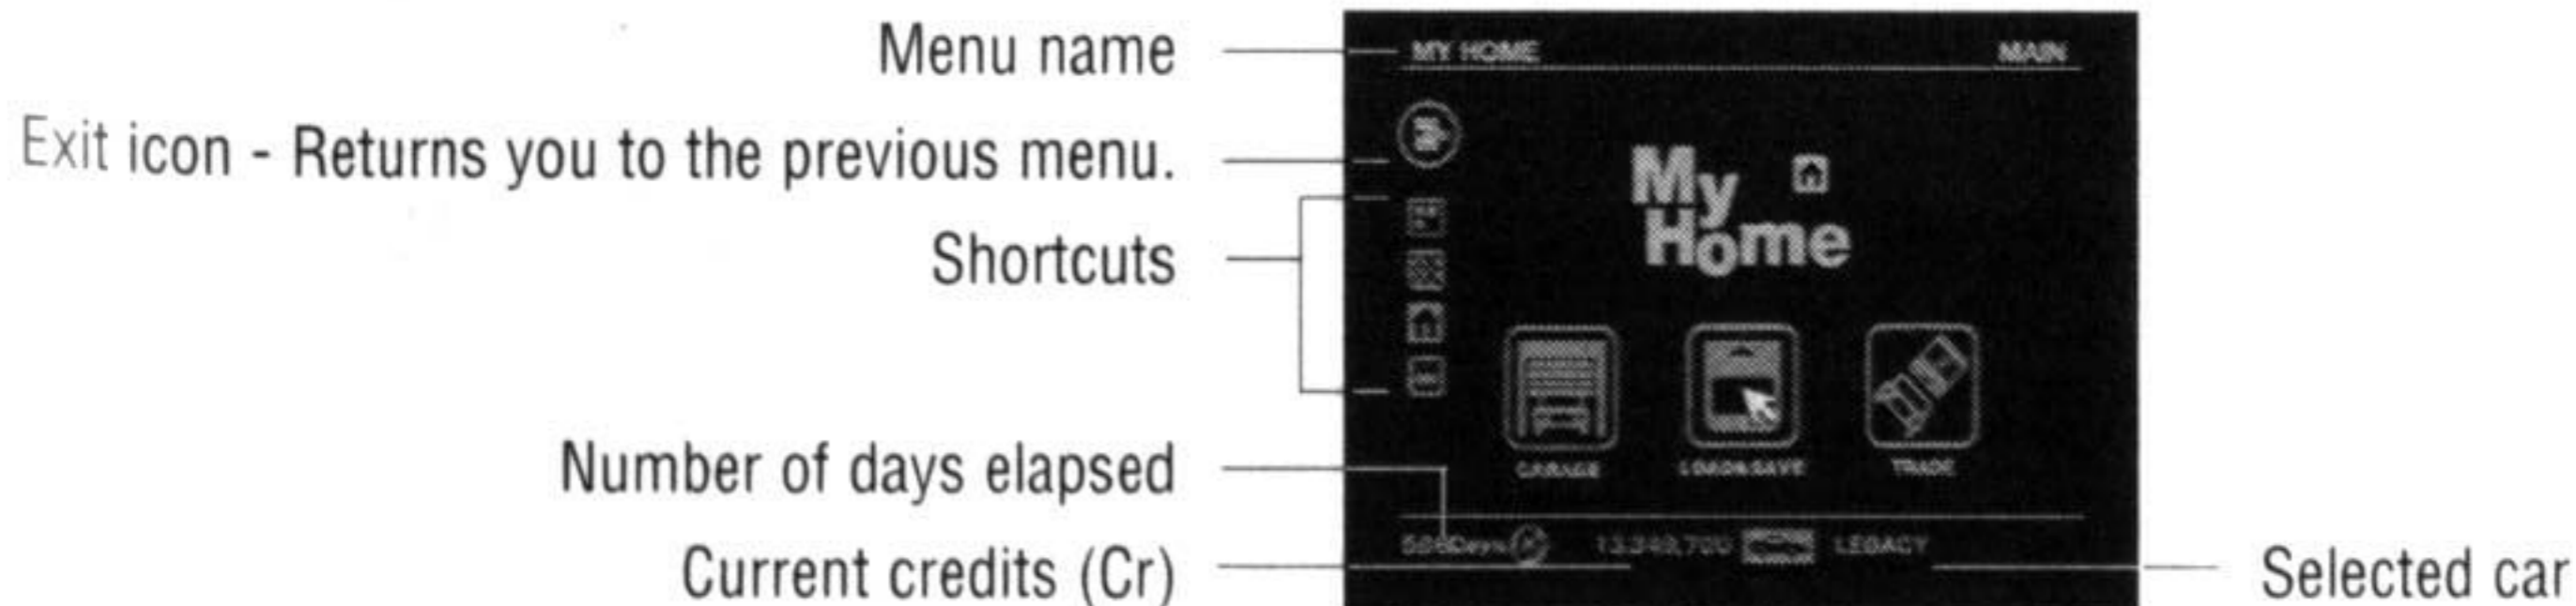 Menu name
Exit icon - Returns you to the previous menu.
Shortcuts
Number of days elapsed
Current credits (Cr)
MY HOME MAIN
My
Home
GARAGE LOAD&SAVE TRADE
LEGACY
Selected car